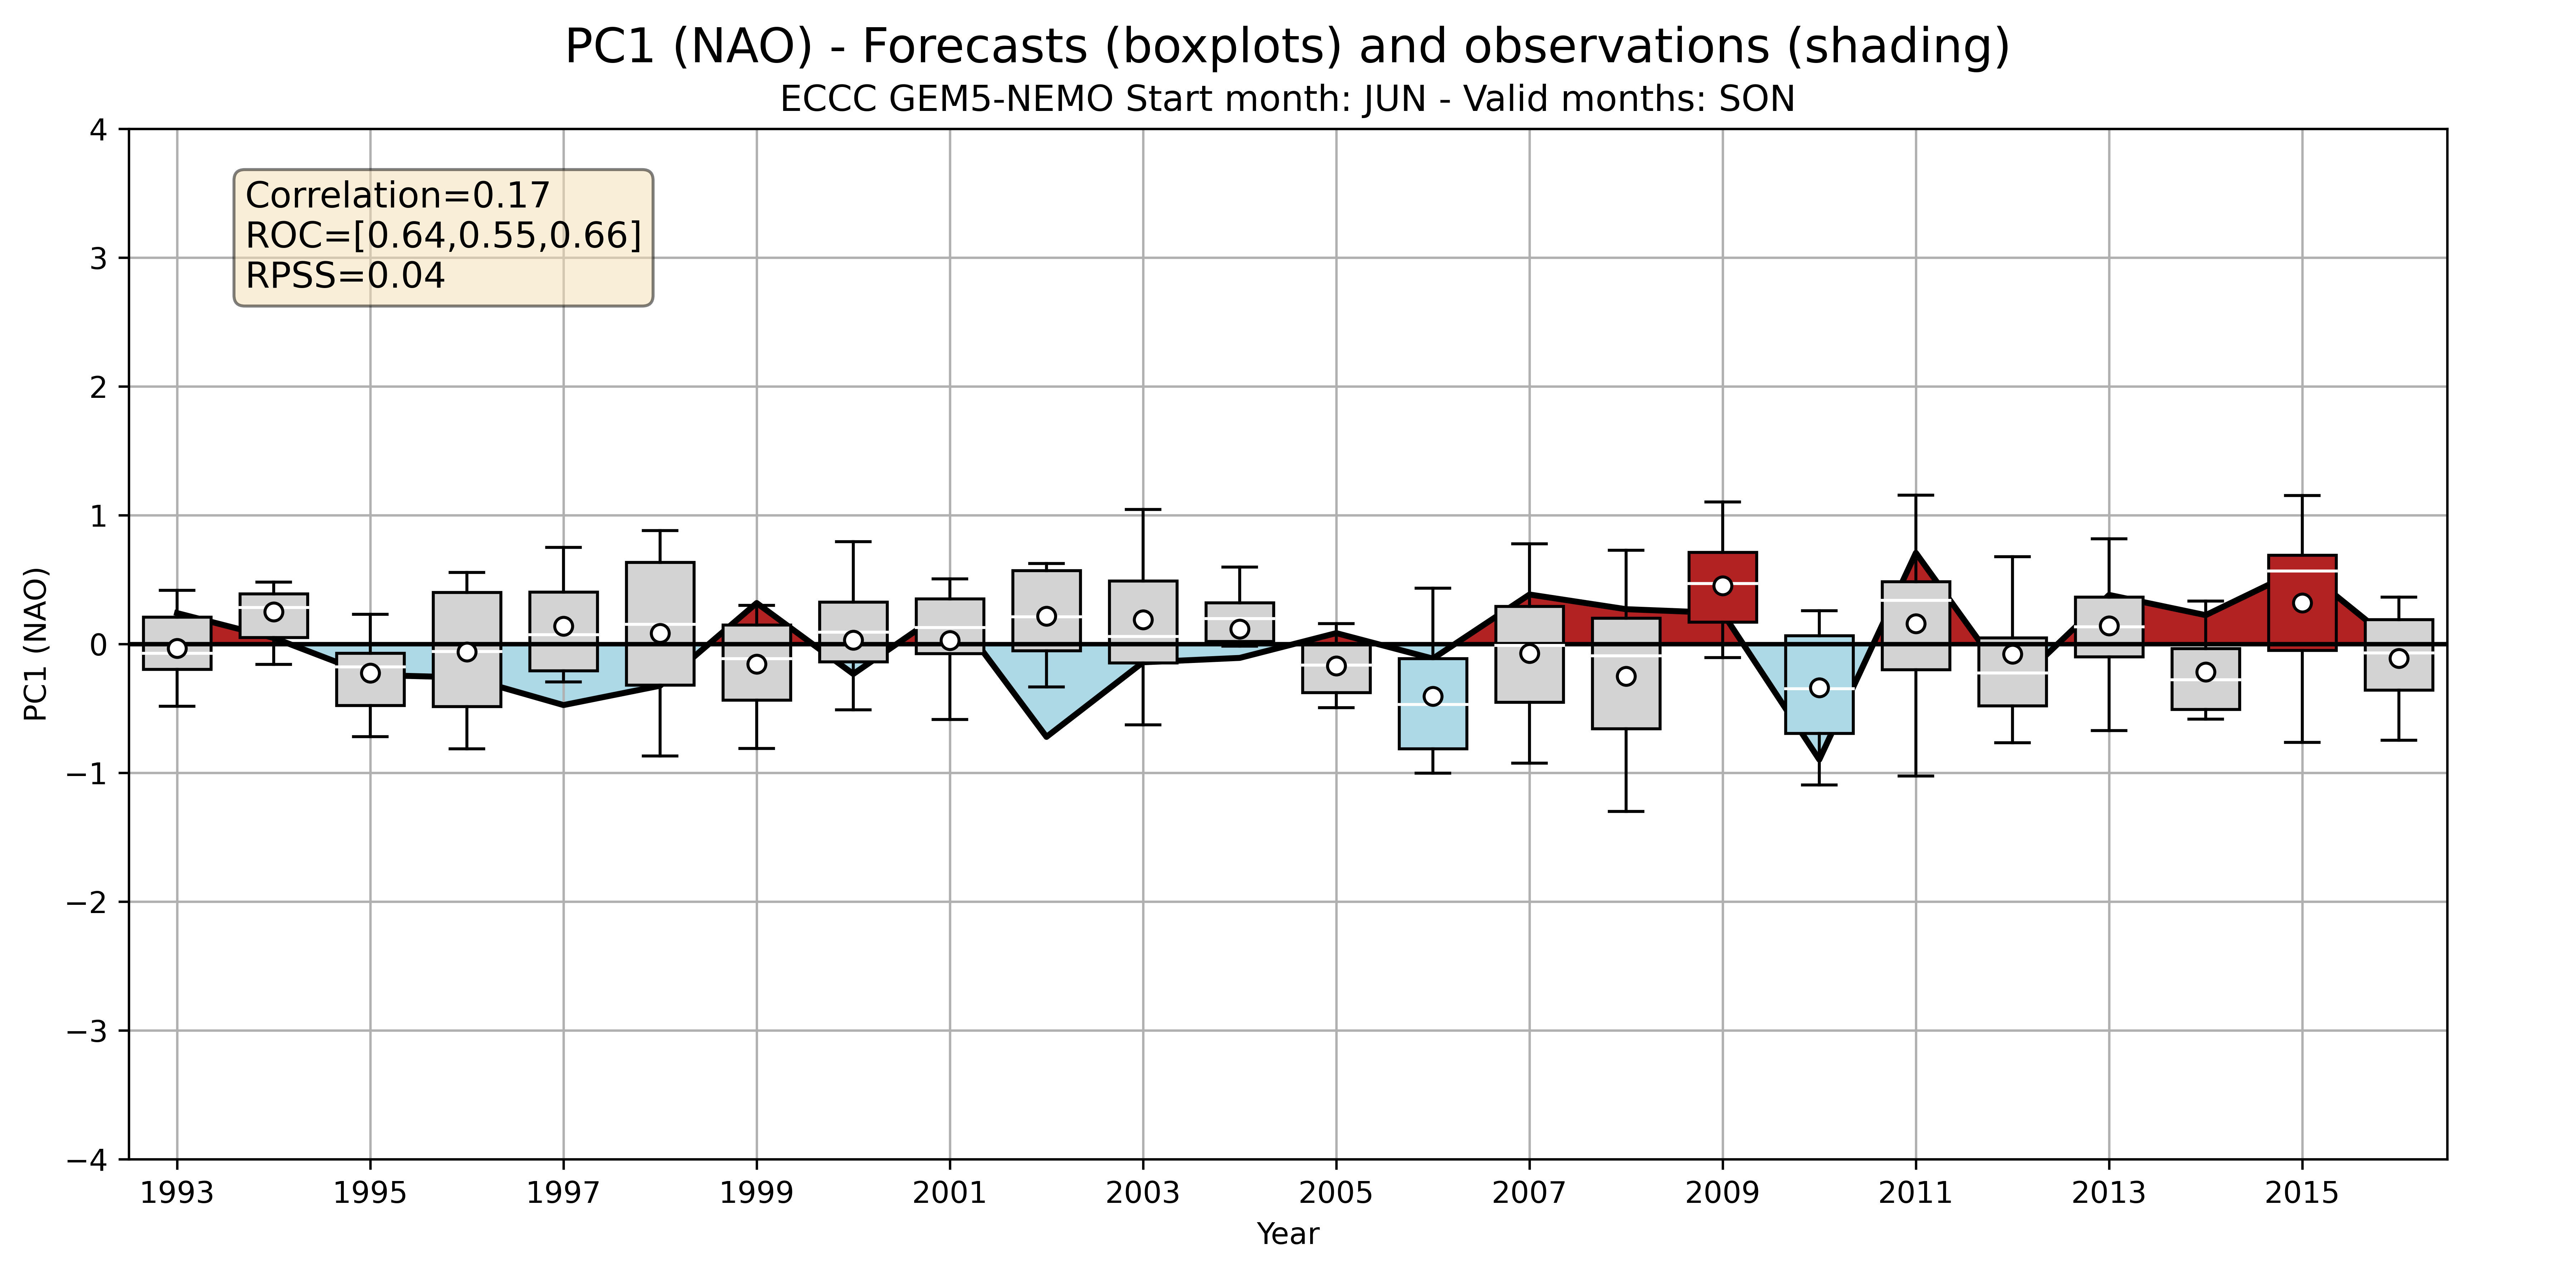 PC1 (NAO) - Forecasts (boxplots) and observations (shading)
ECCC GEM5-NEMO Start month: JUN - Valid months: SON
Correlation=0.17
ROC=[0.64,0.55,0.66]
RPSS=0.04
PC1 (NAO)
4
3
2
1
0
−1
−2
−3
−4
1993 1995 1997 1999 2001 2003 2005 2007 2009 2011 2013 2015
Year